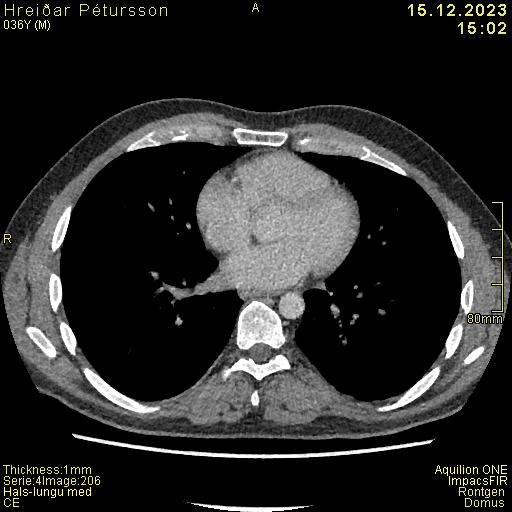 Hreiðar Pétursson
036Y (M)
A
15.12.2023
15:02
R
80mm
Thickness:1mm
Serie:4Image:206
Hals-lungu med
CE
Aquilion ONE
ImpacsFIR
Rontgen
Domus